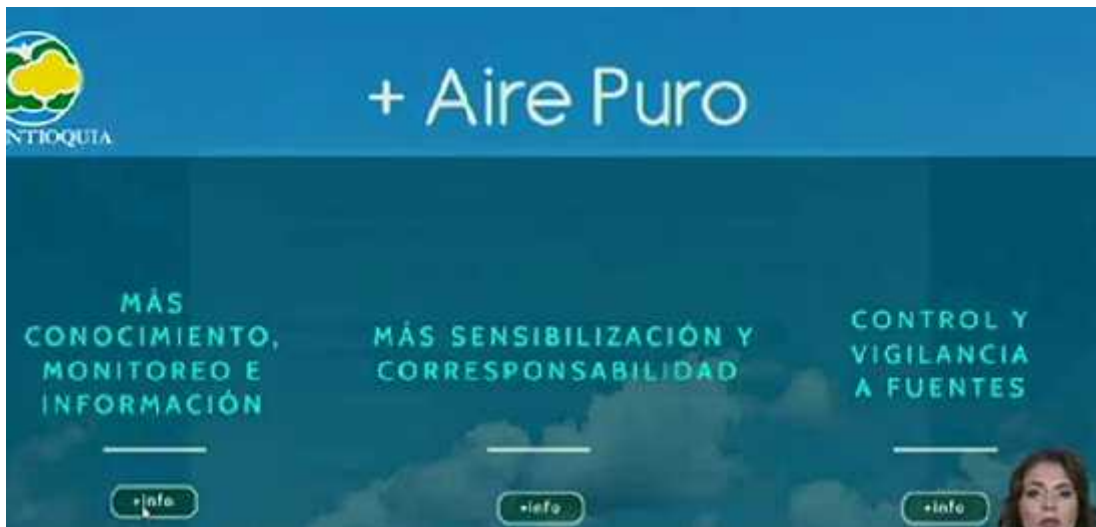 NTIOQUIA
+ Aire Puro
MÁS
CONOCIMIENTO,
MONITOREO E
INFORMACIÓN
+info
MÁS SENSIBILIZACIÓN Y
CORRESPONSABILIDAD
+info
CONTROL Y
VIGILANCIA
A FUENTES
+info